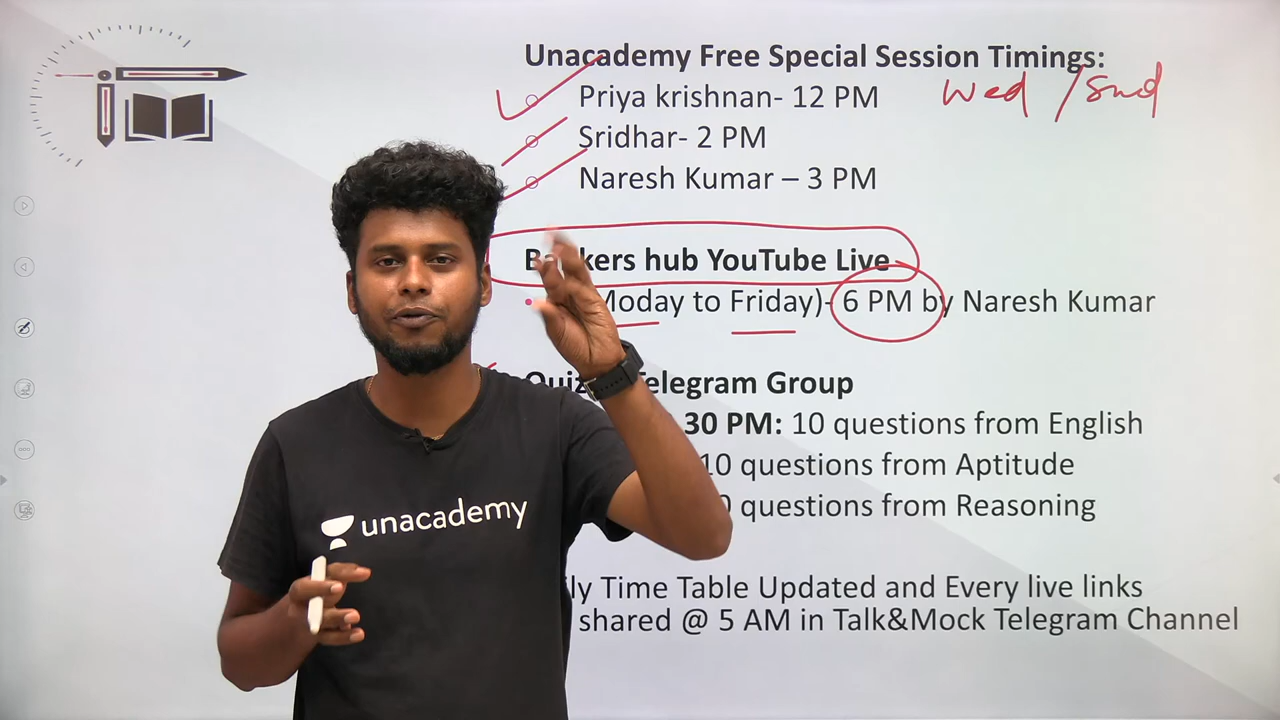 Unacademy Free Special Session Timings:
Priya krishnan- 12 PM wed / Sund
Sridhar- 2 PM
Naresh Kumar – 3 PM
Bankers hub YouTube Live
Moday to Friday)- 6 PM by Naresh Kumar
Telegram Group
30 PM: 10 questions from English
10 questions from Aptitude
questions from Reasoning
unacademy
Time Table Updated and Every live links
shared @ 5 AM in Talk&Mock Telegram Channel